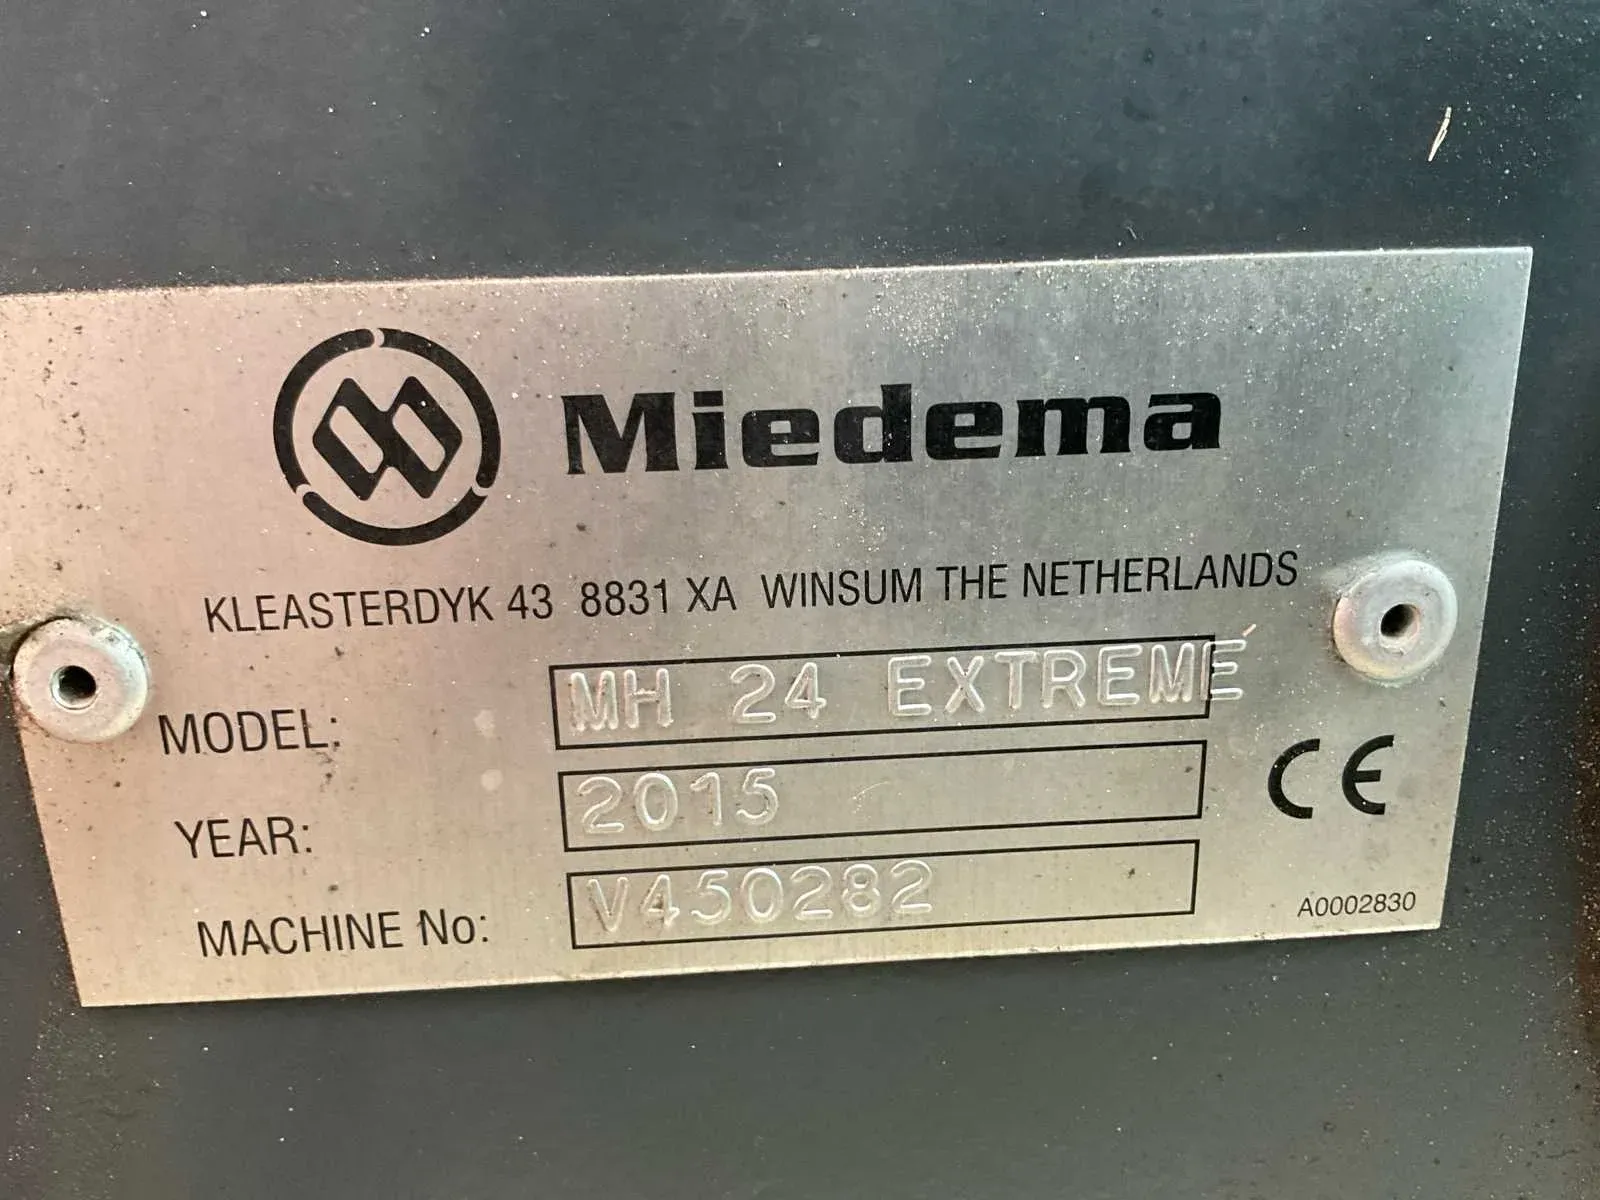 Miedema
KLEASTERDYK 43 8831 XA WINSUM THE NETHERLANDS
MODEL: MH 24 EXTREME
YEAR: 2015
MACHINE No: V450282
CE
A0002830